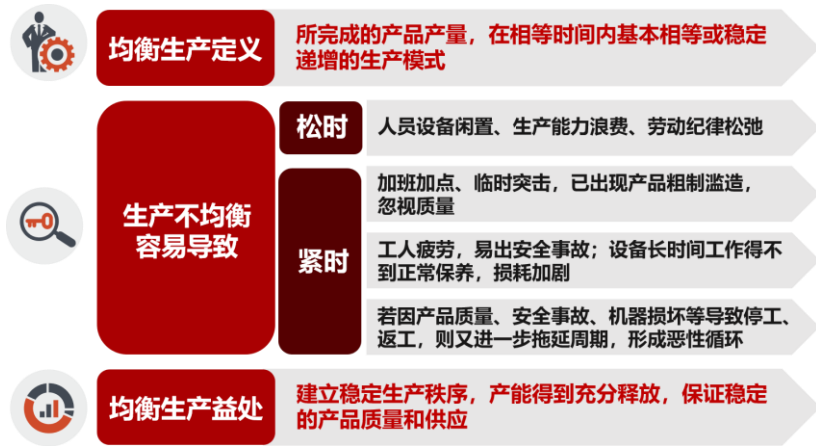 均衡生产定义
所完成的产品产量，在相等时间内基本相等或稳定
递增的生产模式
生产不均衡
容易导致
松时
人员设备闲置、生产能力浪费、劳动纪律松弛
紧时
加班加点、临时突击，已出现产品粗制滥造，
忽视质量
工人疲劳，易出安全事故；设备长时间工作得不
到正常保养，损耗加剧
若因产品质量、安全事故、机器损坏等导致停工、
返工，则又进一步拖延周期，形成恶性循环
均衡生产益处
建立稳定生产秩序，产能得到充分释放，保证稳定
的产品质量和供应